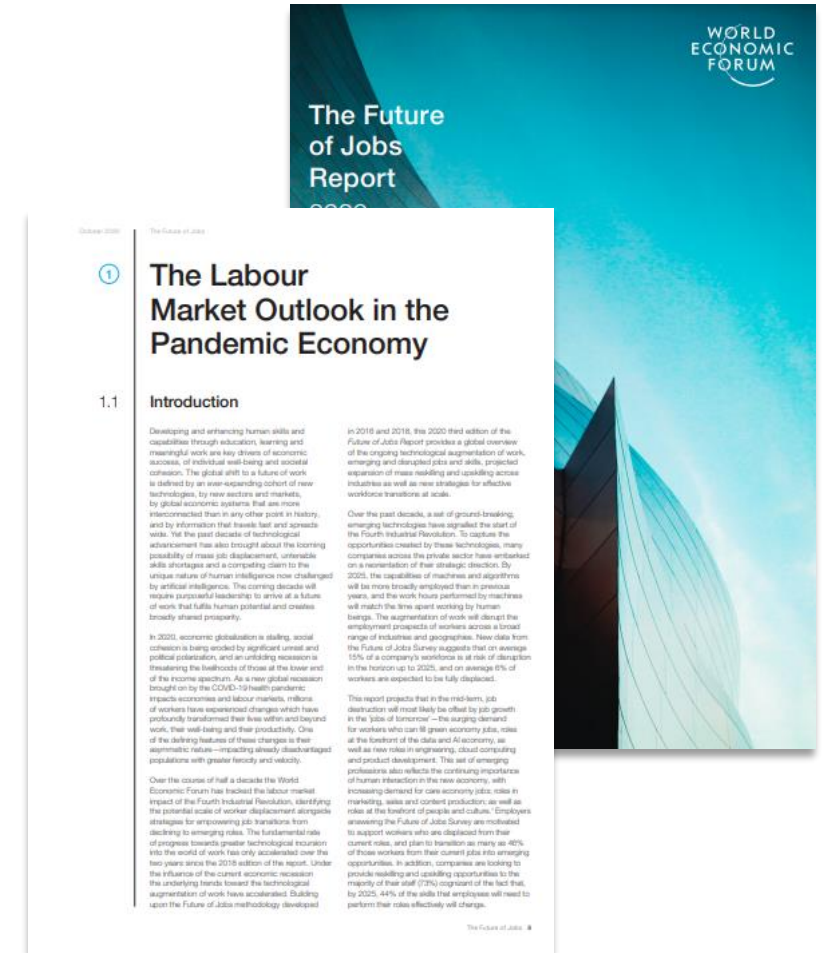 WORLD
ECONOMIC
FORUM
The Future
of Jobs
Report
2020
October 2020
The Future of Jobs
1
The Labour
Market Outlook in the
Pandemic Economy
1.1
Introduction
Developing and enhancing human skills and
capabilities through education, learning and
meaningful work are key drivers of economic
success, of individual well-being and societal
cohesion. The global shift to a future of work
is defined by an ever-expanding cohort of new
technologies, by new sectors and markets,
by global economic systems that are more
interconnected than in any other point in history,
and by information that travels fast and spreads
wide. Yet the past decade of technological
advancement has also brought about the looming
possibility of mass job displacement, untenable
skills shortages and a competing claim to the
unique nature of human intelligence now challenged
by artificial intelligence. The coming decade will
require purposeful leadership to arrive at a future
of work that fulfils human potential and creates
broadly shared prosperity.
In 2020, economic globalization is stalling, social
cohesion is being eroded by significant unrest and
political polarization, and an unfolding recession is
threatening the livelihoods of those at the lower end
of the income spectrum. As a new global recession
brought on by the COVID-19 health pandemic
impacts economies and labour markets, millions
of workers have experienced changes which have
profoundly transformed their lives within and beyond
work, their well-being and their productivity. One
of the defining features of these changes is their
asymmetric nature—impacting already disadvantaged
populations with greater ferocity and velocity.
Over the course of half a decade the World
Economic Forum has tracked the labour market
impact of the Fourth Industrial Revolution, identifying
the potential scale of worker displacement alongside
strategies for empowering job transitions from
declining to emerging roles. The fundamental rate
of progress towards greater technological incursion
into the world of work has only accelerated over the
two years since the 2018 edition of the report. Under
the influence of the current economic recession
the underlying trends toward the technological
augmentation of work have accelerated. Building
upon the Future of Jobs methodology developed
in 2016 and 2018, this 2020 third edition of the
Future of Jobs Report provides a global overview
of the ongoing technological augmentation of work,
emerging and disrupted jobs and skills, projected
expansion of mass reskilling and upskilling across
industries as well as new strategies for effective
workforce transitions at scale.
Over the past decade, a set of ground-breaking,
emerging technologies have signalled the start of
the Fourth Industrial Revolution. To capture the
opportunities created by these technologies, many
companies across the private sector have embarked
on a reorientation of their strategic direction. By
2025, the capabilities of machines and algorithms
will be more broadly employed than in previous
years, and the work hours performed by machines
will match the time spent working by human
beings. The augmentation of work will disrupt the
employment prospects of workers across a broad
range of industries and geographies. New data from
the Future of Jobs Survey suggests that on average
15% of a company's workforce is at risk of disruption
in the horizon up to 2025, and on average 6% of
workers are expected to be fully displaced.
This report projects that in the mid-term, job
destruction will most likely be offset by job growth
in the 'jobs of tomorrow'—the surging demand
for workers who can fill green economy jobs, roles
at the forefront of the data and AI economy, as
well as new roles in engineering, cloud computing
and product development. This set of emerging
professions also reflects the continuing importance
of human interaction in the new economy, with
increasing demand for care economy jobs; roles in
marketing, sales and content production; as well as
roles at the forefront of people and culture.¹ Employers
answering the Future of Jobs Survey are motivated
to support workers who are displaced from their
current roles, and plan to transition as many as 46%
of those workers from their current jobs into emerging
opportunities. In addition, companies are looking to
provide reskilling and upskilling opportunities to the
majority of their staff (73%) cognizant of the fact that,
by 2025, 44% of the skills that employees will need to
perform their roles effectively will change.
The Future of Jobs